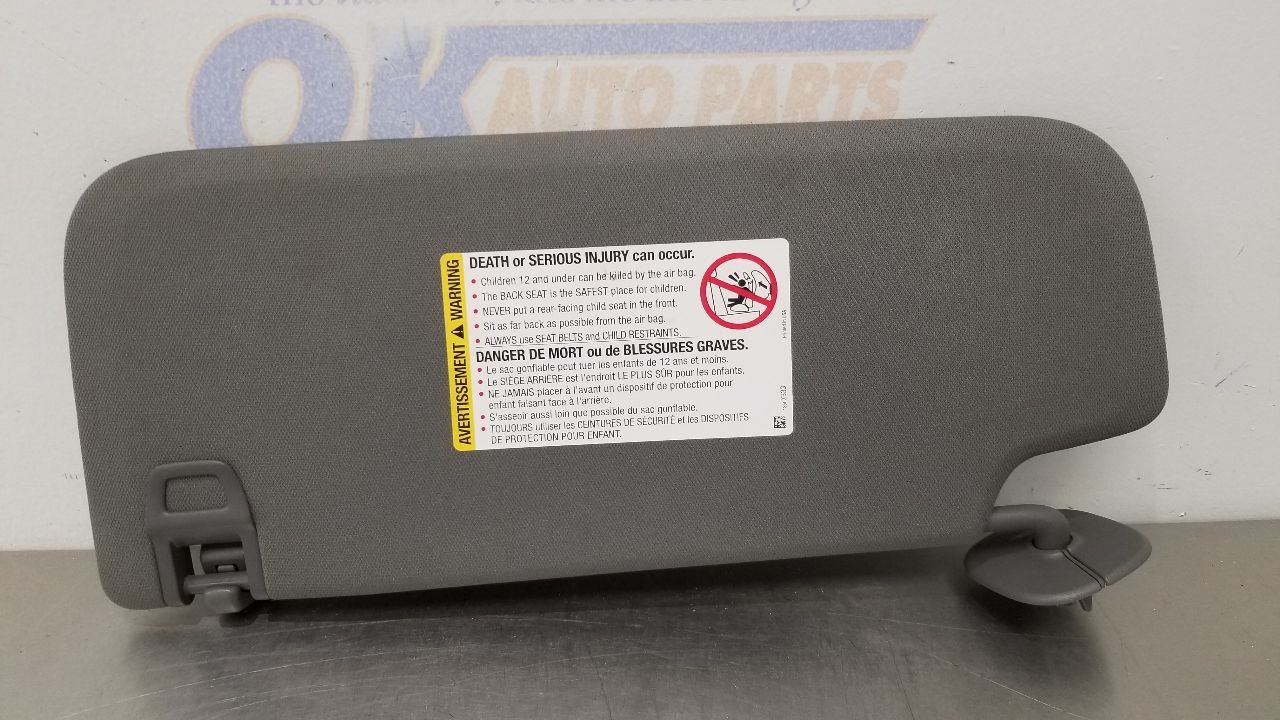 OK
AUTO PARTS
AVERTISSEMENT WARNING
DEATH or SERIOUS INJURY can occur.
• Children 12 and under can be killed by the air bag.
• The BACK SEAT is the SAFEST place for children.
• NEVER put a rear-facing child seat in the front.
• Sit as far back as possible from the air bag.
• ALWAYS use SEAT BELTS and CHILD RESTRAINTS.
DANGER DE MORT ou de BLESSURES GRAVES.
• Le sac gonflable peut tuer les enfants de 12 ans et moins.
• Le SIÈGE ARRIÈRE est l'endroit LE PLUS SÛR pour les enfants.
• NE JAMAIS placer à l'avant un dispositif de protection pour
enfant faisant face à l'arrière.
• S'asseoir aussi loin que possible du sac gonflable.
• TOUJOURS utiliser les CEINTURES DE SÉCURITÉ et les DISPOSITIFS
DE PROTECTION POUR ENFANT.